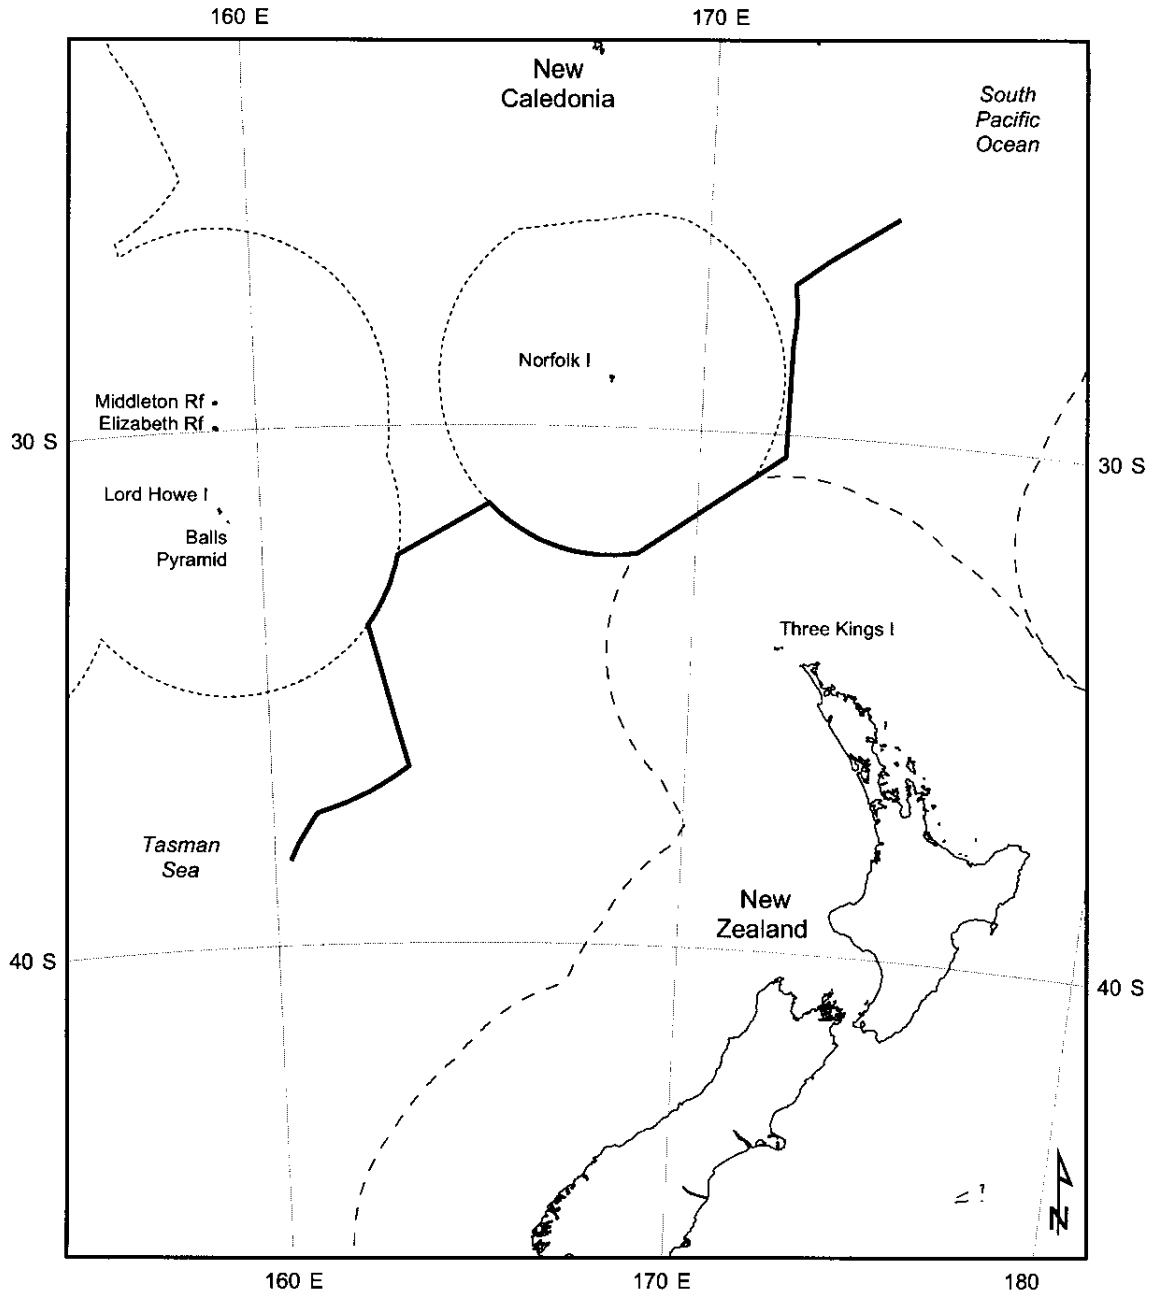 160 E
170 E
New
Caledonia
South
Pacific
Ocean
Norfolk I
Middleton Rf
Elizabeth Rf
30 S
30 S
Lord Howe I
Balls
Pyramid
Three Kings I
Tasman
Sea
New
Zealand
40 S
40 S
N
160 E
170 E
180